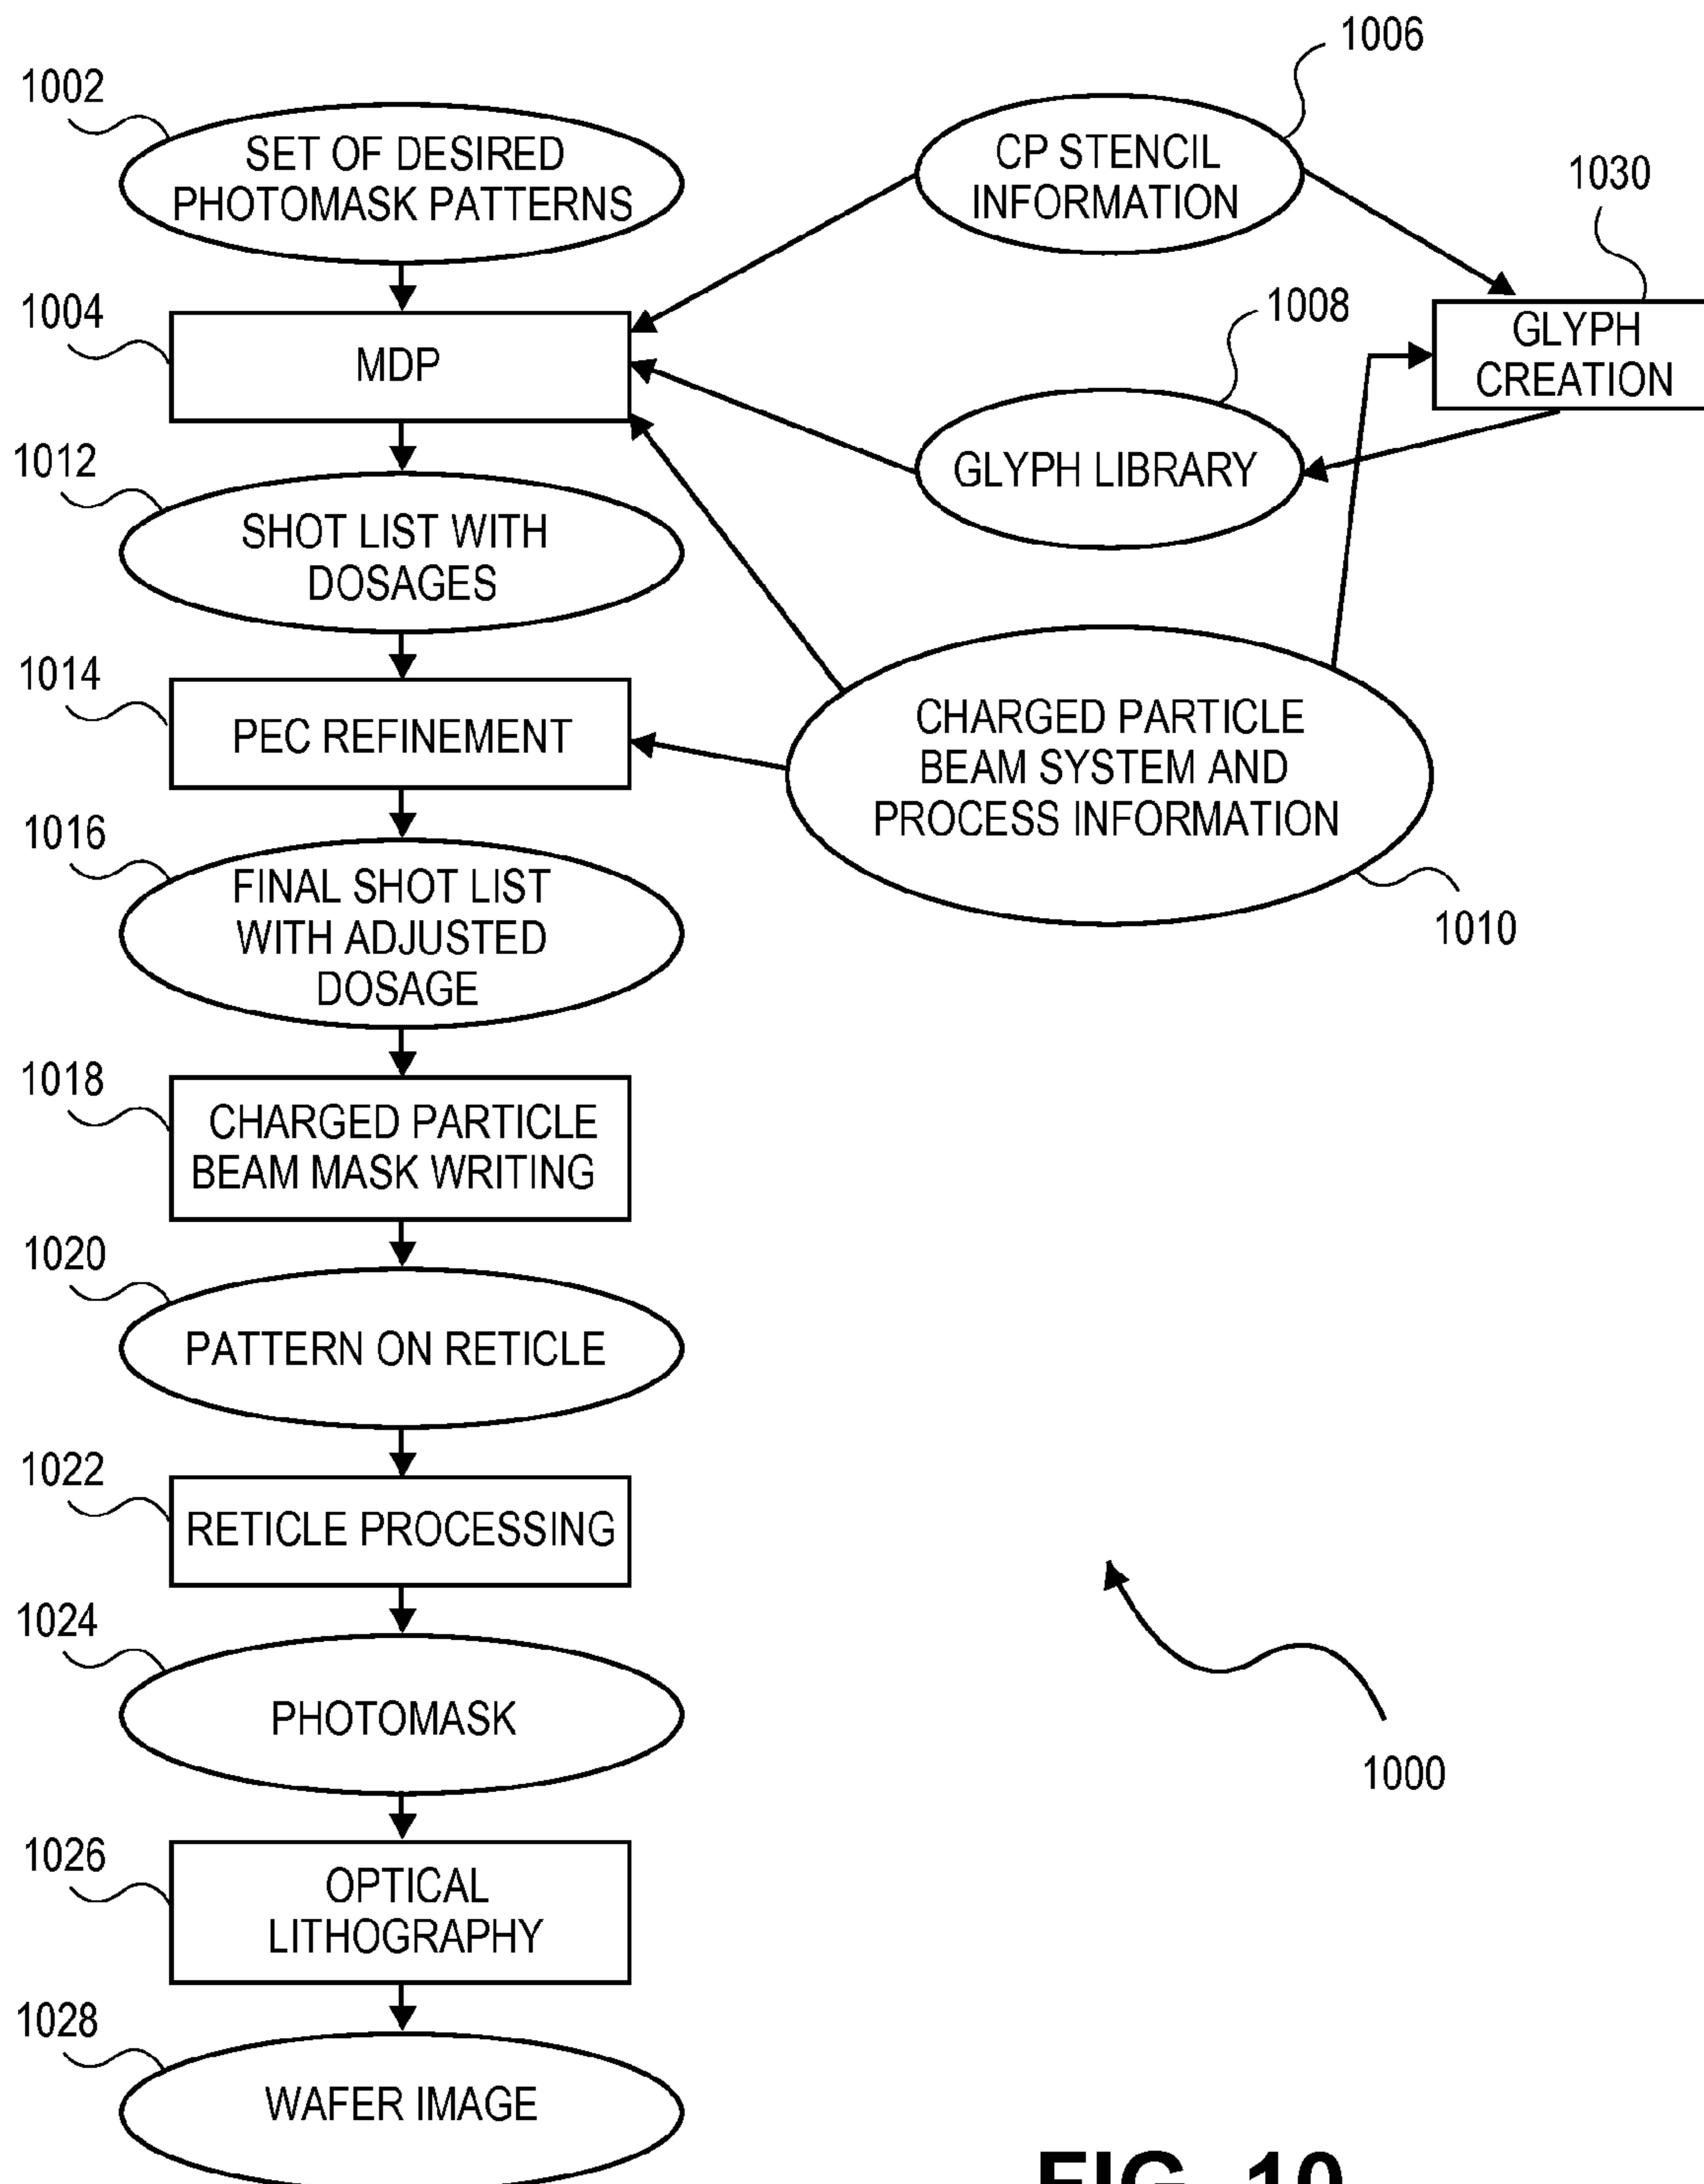 1006
1002
SET OF DESIRED
PHOTOMASK PATTERNS
CP STENCIL
INFORMATION
1030
1004
MDP
1008
GLYPH
CREATION
1012
GLYPH LIBRARY
SHOT LIST WITH
DOSAGES
1014
PEC REFINEMENT
CHARGED PARTICLE
BEAM SYSTEM AND
PROCESS INFORMATION
1010
1016
FINAL SHOT LIST
WITH ADJUSTED
DOSAGE
1018
CHARGED PARTICLE
BEAM MASK WRITING
1020
PATTERN ON RETICLE
1022
RETICLE PROCESSING
1024
PHOTOMASK
1000
1026
OPTICAL
LITHOGRAPHY
1028
WAFER IMAGE
FIG. 10